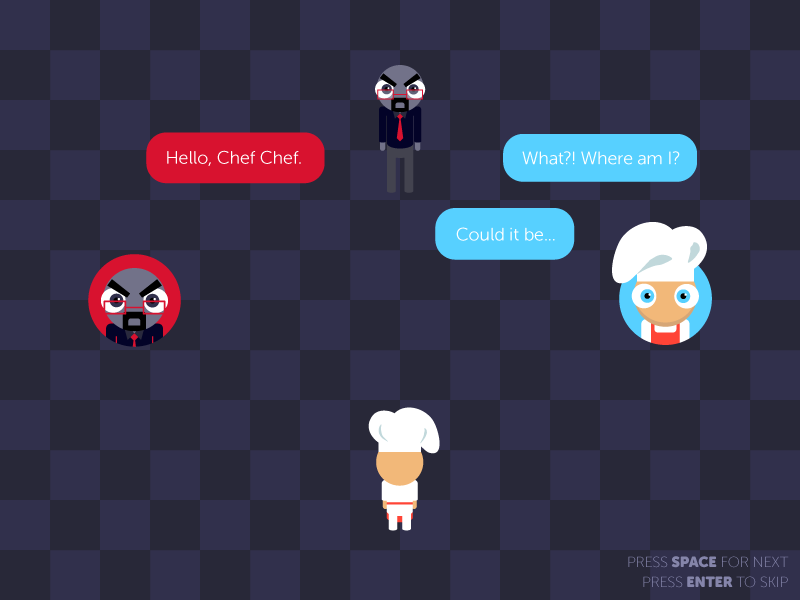 Hello, Chef Chef.
What?! Where am I?
Could it be...
PRESS SPACE FOR NEXT
PRESS ENTER TO SKIP